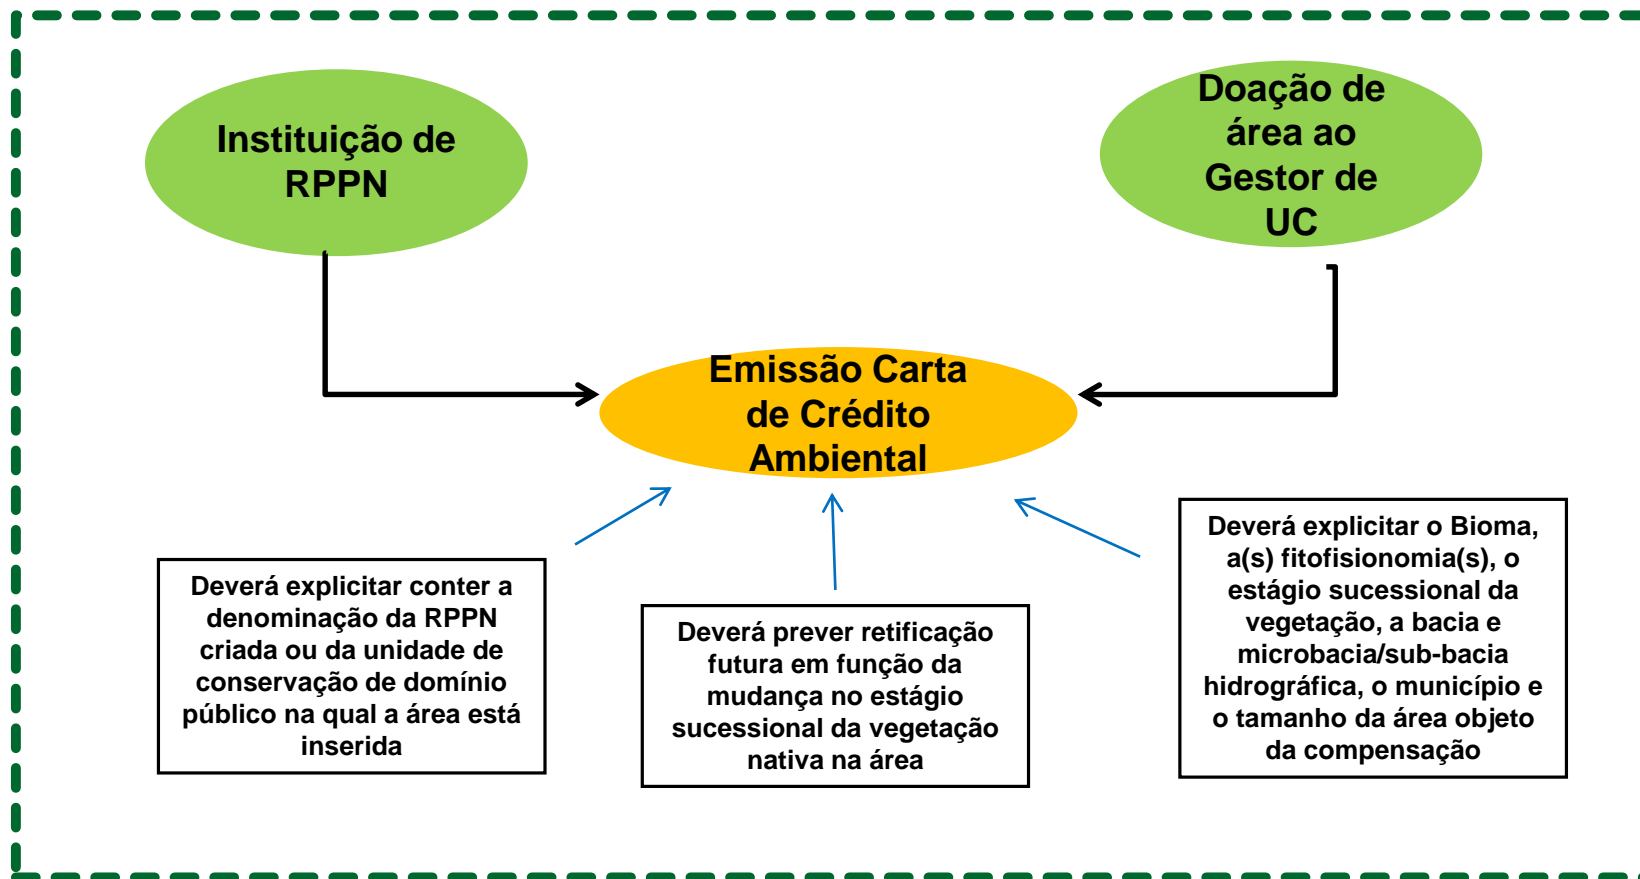 Instituição de
RPPN
Doação de
área ao
Gestor de
UC
Emissão Carta
de Crédito
Ambiental
Deverá explicitar conter a
denominação da RPPN
criada ou da unidade de
conservação de domínio
público na qual a área está
inserida
Deverá prever retificação
futura em função da
mudança no estágio
sucessional da vegetação
nativa na área
Deverá explicitar o Bioma,
a(s) fitofisionomia(s), o
estágio sucessional da
vegetação, a bacia e
microbacia/sub-bacia
hidrográfica, o município e
o tamanho da área objeto
da compensação